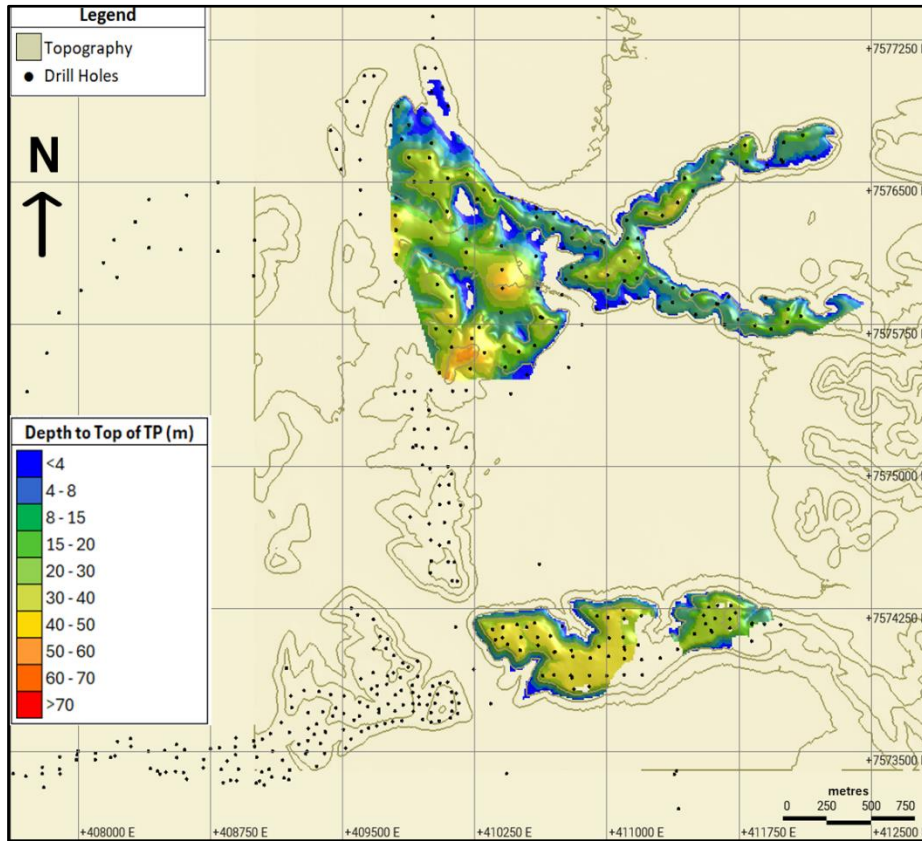 Legend
Topography
Drill Holes
N
+7577250 N
+7576500
+7575750
+7575000
+7574250
+7573500
Depth to Top of TP (m)
<4
4 - 8
8 - 15
15 - 20
20 - 30
30 - 40
40 - 50
50 - 60
60 - 70
>70
metres
0 250 500 750
+408000 E
+408750 E
+409500 E
+410250 E
+411000 E
+411750 E
+412500 E